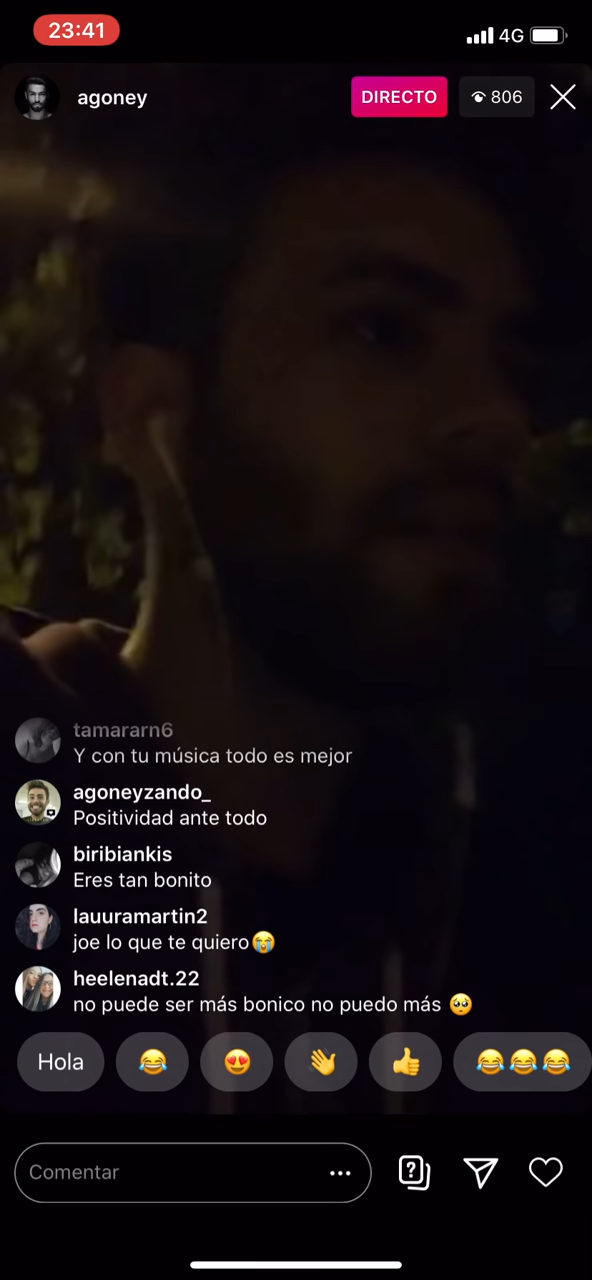 23:41
4G
agoney
DIRECTO
806
tamararn6
Y con tu música todo es mejor
agoneyzando_
Positividad ante todo
biribiankis
Eres tan bonito
lauuramartin2
joe lo que te quiero😭
heelenadt.22
no puede ser más bonico no puedo más 🥺
Hola 😂 😍 👋 👍 😂😂😂
Comentar